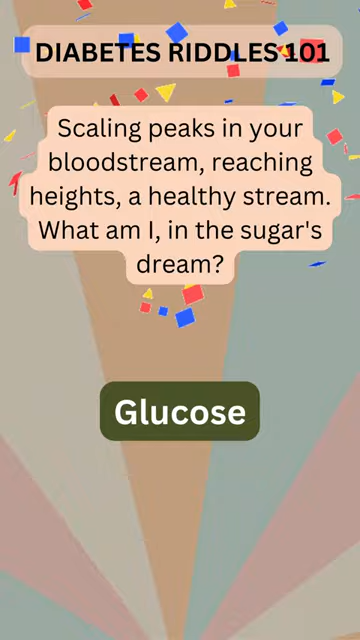 DIABETES RIDDLES 101
Scaling peaks in your
bloodstream, reaching
heights, a healthy stream.
What am I, in the sugar's
dream?
Glucose